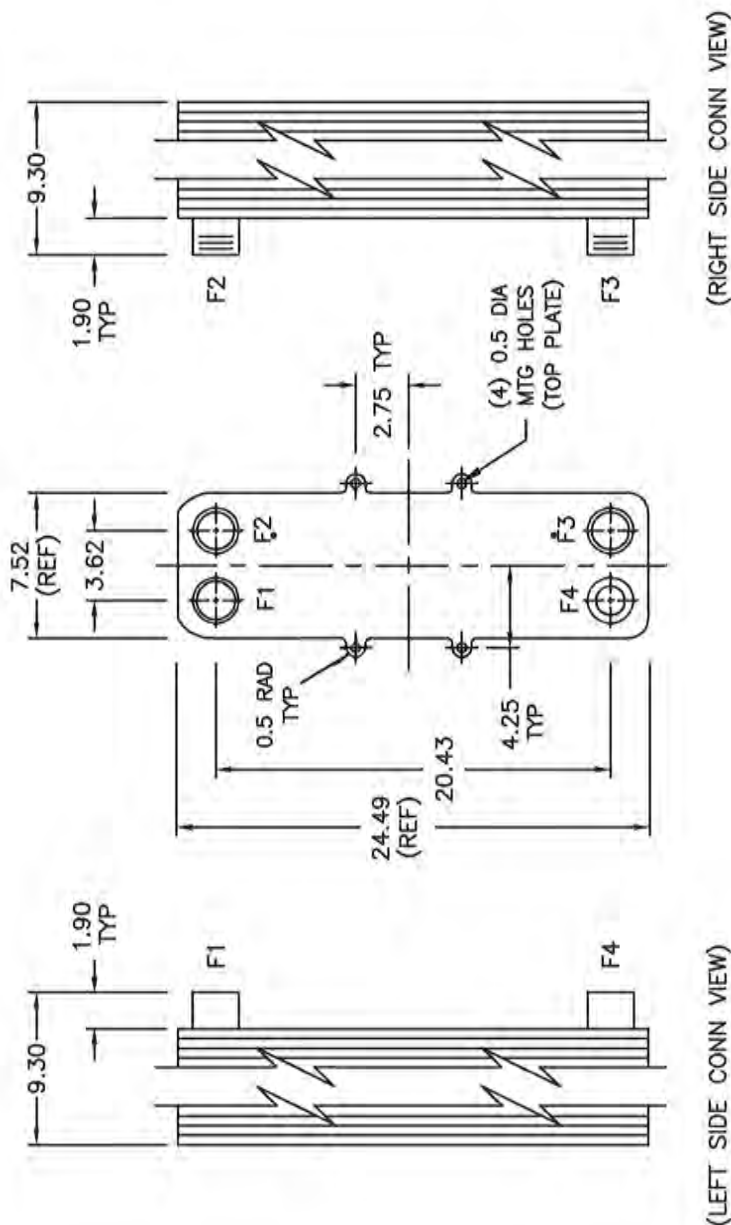 9.30
1.90
TYP
F2
F3
(RIGHT SIDE CONN VIEW)
7.52
(REF)
3.62
F1
F2
2.75 TYP
(4) 0.5 DIA
MTG HOLES
(TOP PLATE)
0.5 RAD
TYP
F4
F3
4.25
TYP
20.43
24.49
(REF)
9.30
1.90
TYP
F1
F4
(LEFT SIDE CONN VIEW)